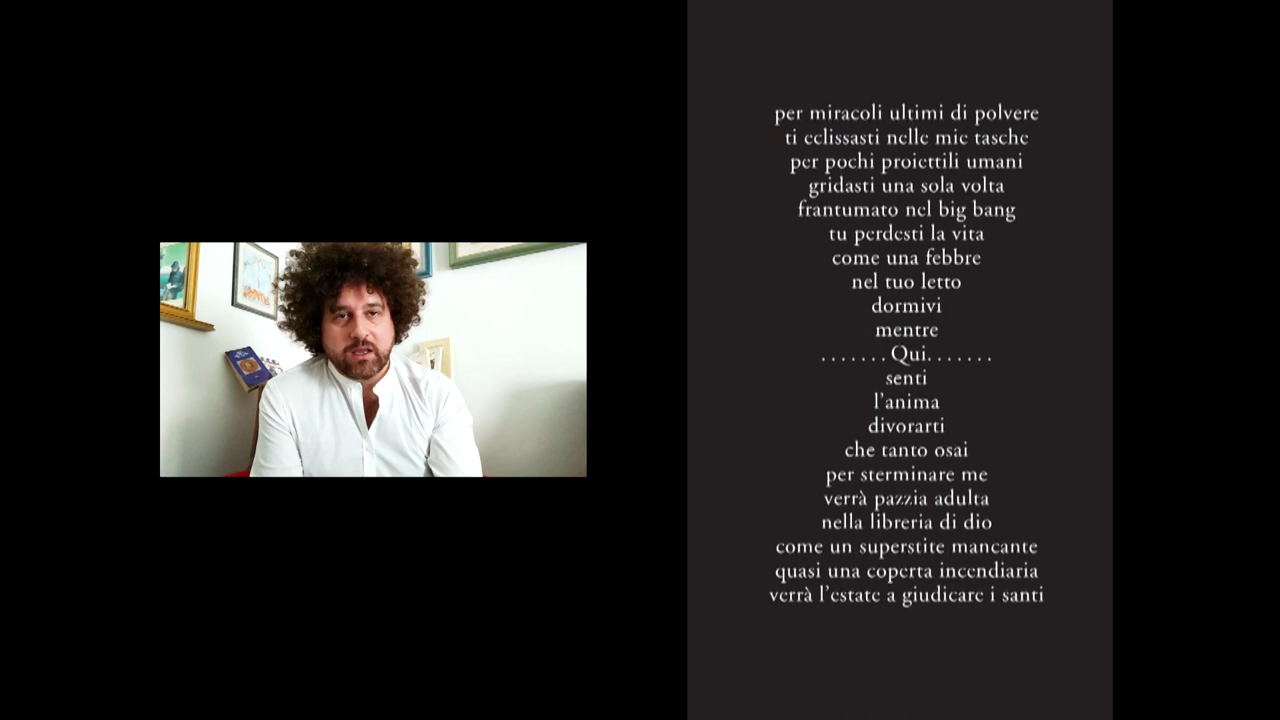 per miracoli ultimi di polvere
ti eclissasti nelle mie tasche
per pochi proiettili umani
gridasti una sola volta
frantumato nel big bang
tu perdesti la vita
come una febbre
nel tuo letto
dormivi
mentre
. . . . . . . Qui. . . . . . .
senti
l’anima
divorarti
che tanto osai
per sterminare me
verrà pazzia adulta
nella libreria di dio
come un superstite mancante
quasi una coperta incendiaria
verrà l’estate a giudicare i santi